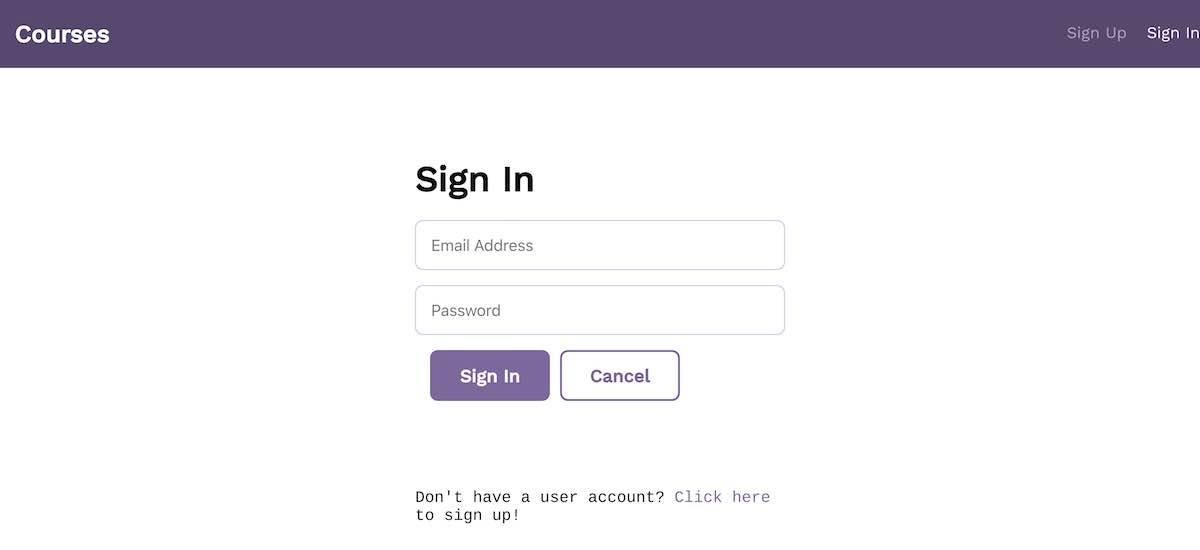 Courses
Sign Up
Sign In
Sign In
Email Address
Password
Sign In
Cancel
Don't have a user account? Click here
to sign up!